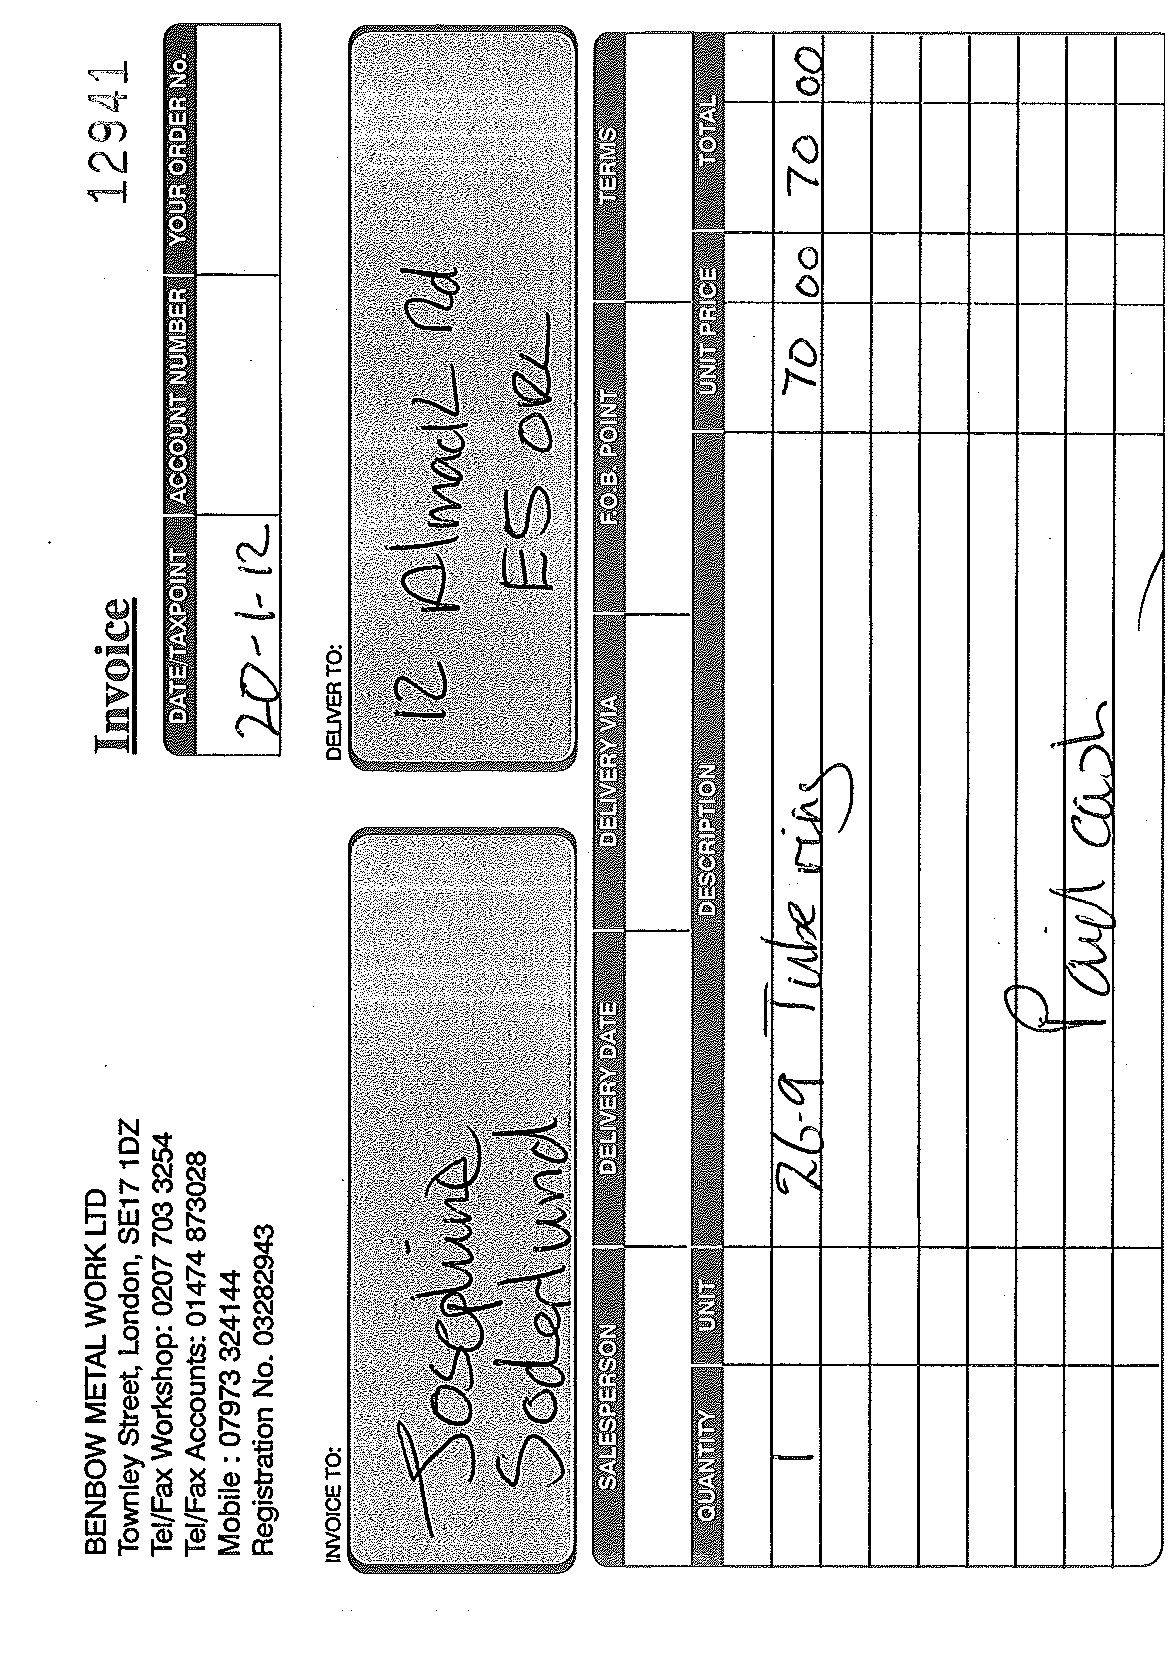 BENBOW METAL WORK LTD
Townley Street, London, SE17 1DZ
Tel/Fax Workshop: 0207 703 3254
Tel/Fax Accounts: 01474 873028
Mobile : 07973 324144
Registration No. 03282943
Invoice
12941
DATE/TAXPOINT ACCOUNT NUMBER YOUR ORDER NO.
20-1-12
INVOICE TO:
Josephine
Soderlund
DELIVER TO:
12 Almack Rd
E5 0RL
SALESPERSON DELIVERY DATE DELIVERY VIA F.O.B. POINT TERMS
QUANTITY UNIT DESCRIPTION UNIT PRICE TOTAL
1 26-9 Tube ring 70 00 70 00
Paid cash